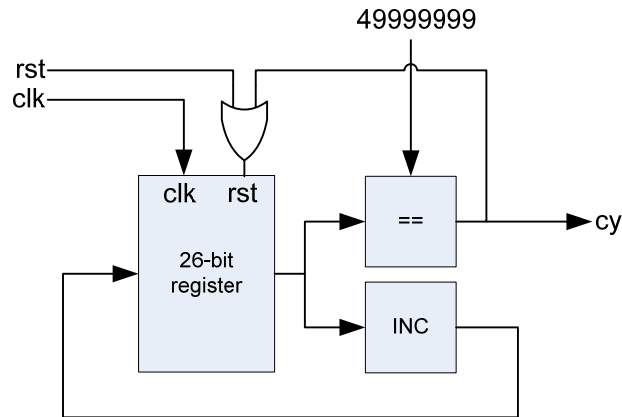 49999999
rst
clk
clk rst
26-bit
register
==
cy
INC